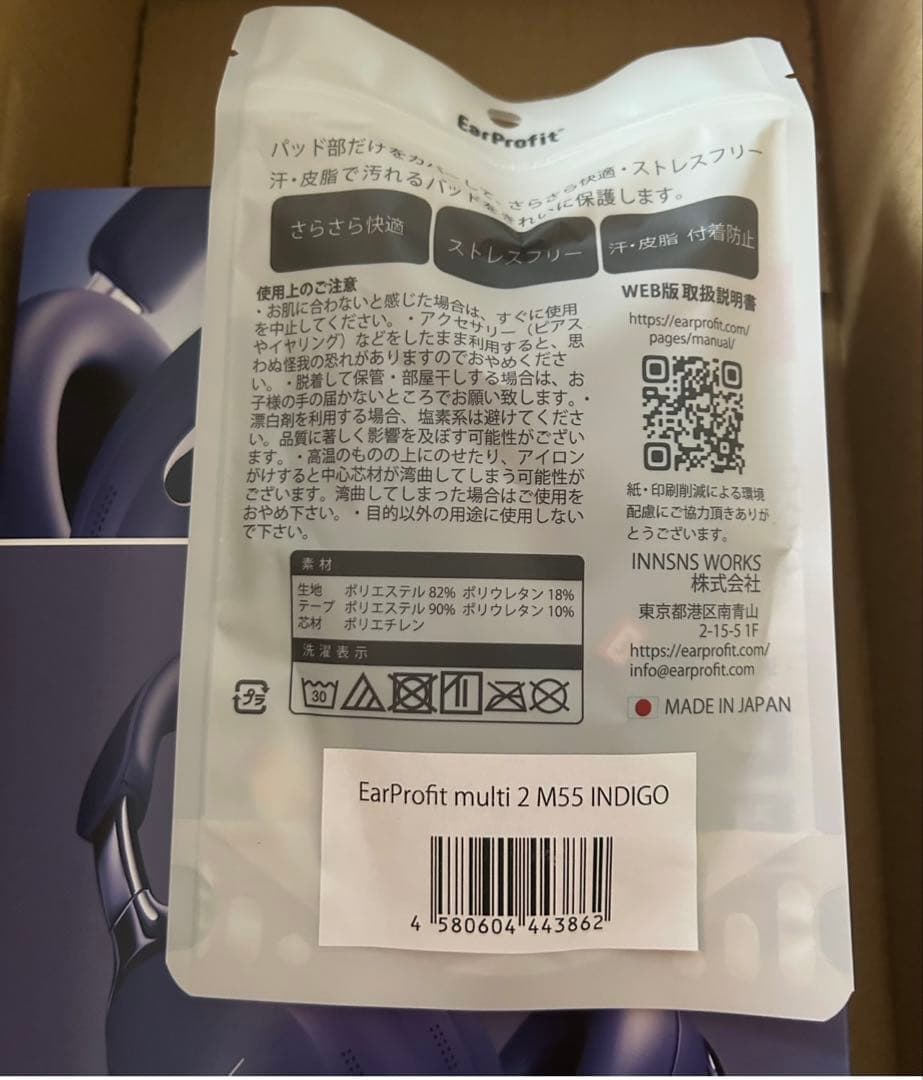 EarProfit™
パッド部だけをカバーして、さらさら快適・ストレスフリー
汗・皮脂で汚れるパッドをきれいに保護します。
さらさら快適
ストレスフリー
汗・皮脂 付着防止
使用上のご注意
・お肌に合わないと感じた場合は、すぐに使用
を中止してください。・アクセサリー（ピアス
やイヤリング）などをしたまま利用すると、思
わぬ怪我の恐れがありますのでおやめくださ
い。・脱着して保管・部屋干しする場合は、お
子様の手の届かないところでお願い致します。・
漂白剤を利用する場合、塩素系は避けてくださ
い。品質に著しく影響を及ぼす可能性がござい
ます。・高温のものの上にのせたり、アイロン
がけすると中心芯材が湾曲してしまう可能性が
ございます。湾曲してしまった場合はご使用を
おやめ下さい。・目的以外の用途に使用しない
で下さい。
WEB版 取扱説明書
https://earprofit.com/
pages/manual/
紙・印刷削減による環境
配慮にご協力頂きありが
とうございます。
INNSNS WORKS
株式会社
東京都港区南青山
2-15-5 1F
https://earprofit.com/
info@earprofit.com
MADE IN JAPAN
素材
生地 ポリエステル 82% ポリウレタン 18%
テープ ポリエステル 90% ポリウレタン 10%
芯材 ポリエチレン
洗濯表示
プラ
30
EarProfit multi 2 M55 INDIGO
4 580604 443862